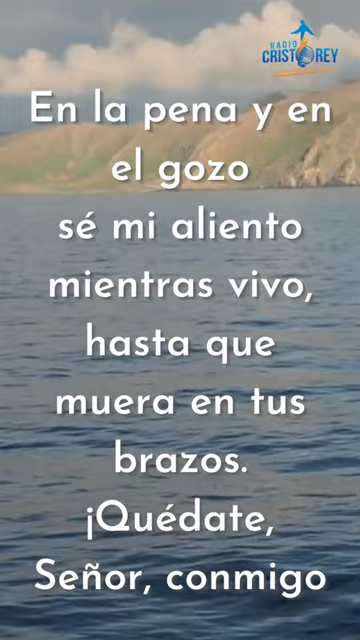 RADIO
CRISTO REY
En la pena y en
el gozo
sé mi aliento
mientras vivo,
hasta que
muera en tus
brazos.
¡Quédate,
Señor, conmigo